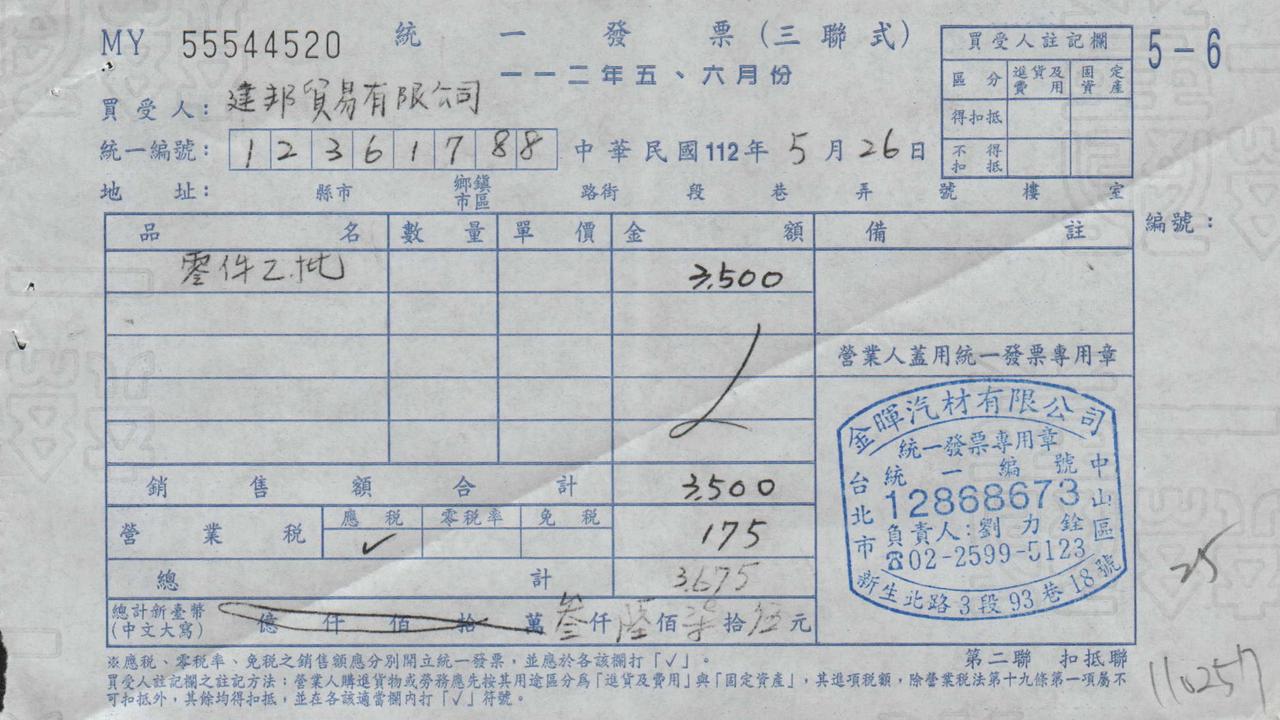 MY 55544520 統一發票(三聯式) 5-6
一一二年五、六月份
買受人註記欄
區分 進貨及費用 固定資產
得扣抵
不得扣抵
買受人: 建邦貿易有限公司
統一編號: 12361788 中華民國112年5月26日
地址: 縣市 鄉鎮市區 路街 段 巷 弄 號 樓 室
品名 數量 單價 金額 備註 編號:
零件乙批 3,500
營業人蓋用統一發票專用章
銷售額合計 3,500
營業稅 應稅 零稅率 免稅 175
✓
總計 3675
總計新臺幣(中文大寫) 億仟佰拾萬叁仟陸佰柒拾伍元
金暉汽材有限公司
統一發票專用章
統一編號
12868673
負責人:劉力銓
☎02-2599-5123
台北市中山區
新生北路3段93巷18號
25
※應稅、零稅率、免稅之銷售額應分別開立統一發票,並應於各該欄打「✓」。
第二聯 扣抵聯
買受人註記欄之註記方法:營業人購進貨物或勞務應先按其用途區分為「進貨及費用」與「固定資產」,其進項稅額,除營業稅法第十九條第一項屬不
可扣抵外,其餘均得扣抵,並在各該適當欄內打「✓」符號。
110257